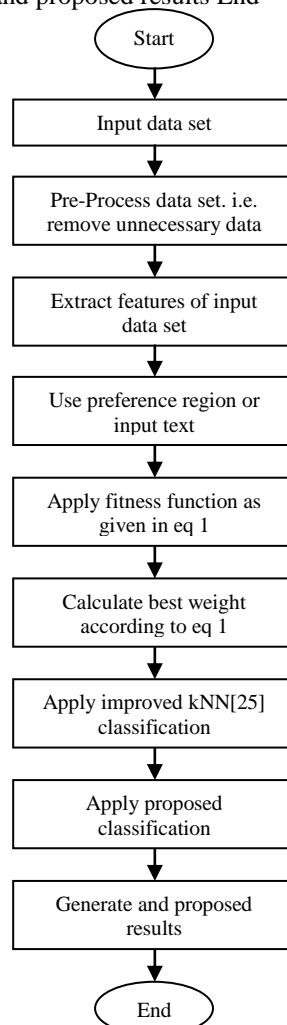 and proposed results End
Start
Input data set
Pre-Process data set. i.e.
remove unnecessary data
Extract features of input
data set
Use preference region or
input text
Apply fitness function as
given in eq 1
Calculate best weight
according to eq 1
Apply improved kNN[25]
classification
Apply proposed
classification
Generate and proposed
results
End